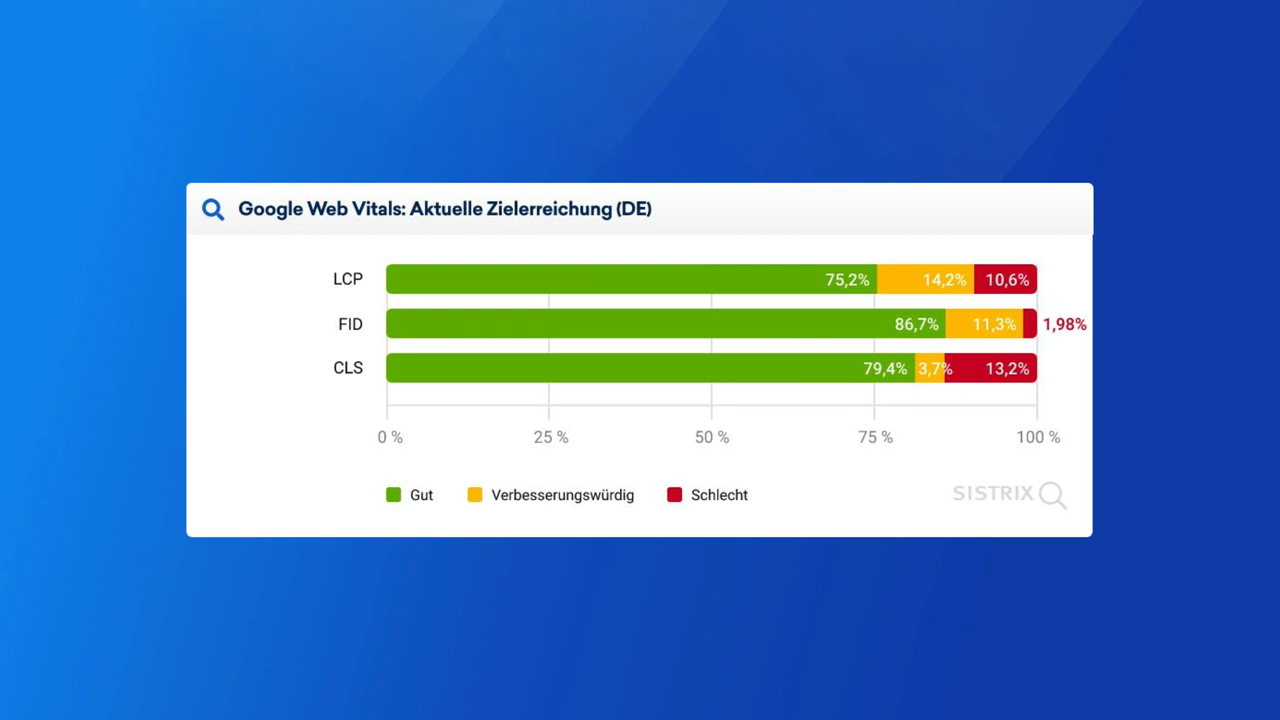 Google Web Vitals: Aktuelle Zielerreichung (DE)
LCP 75,2% 14,2% 10,6%
FID 86,7% 11,3% 1,98%
CLS 79,4% 3,7% 13,2%
0 % 25 % 50 % 75 % 100 %
Gut Verbesserungswürdig Schlecht SISTRIX